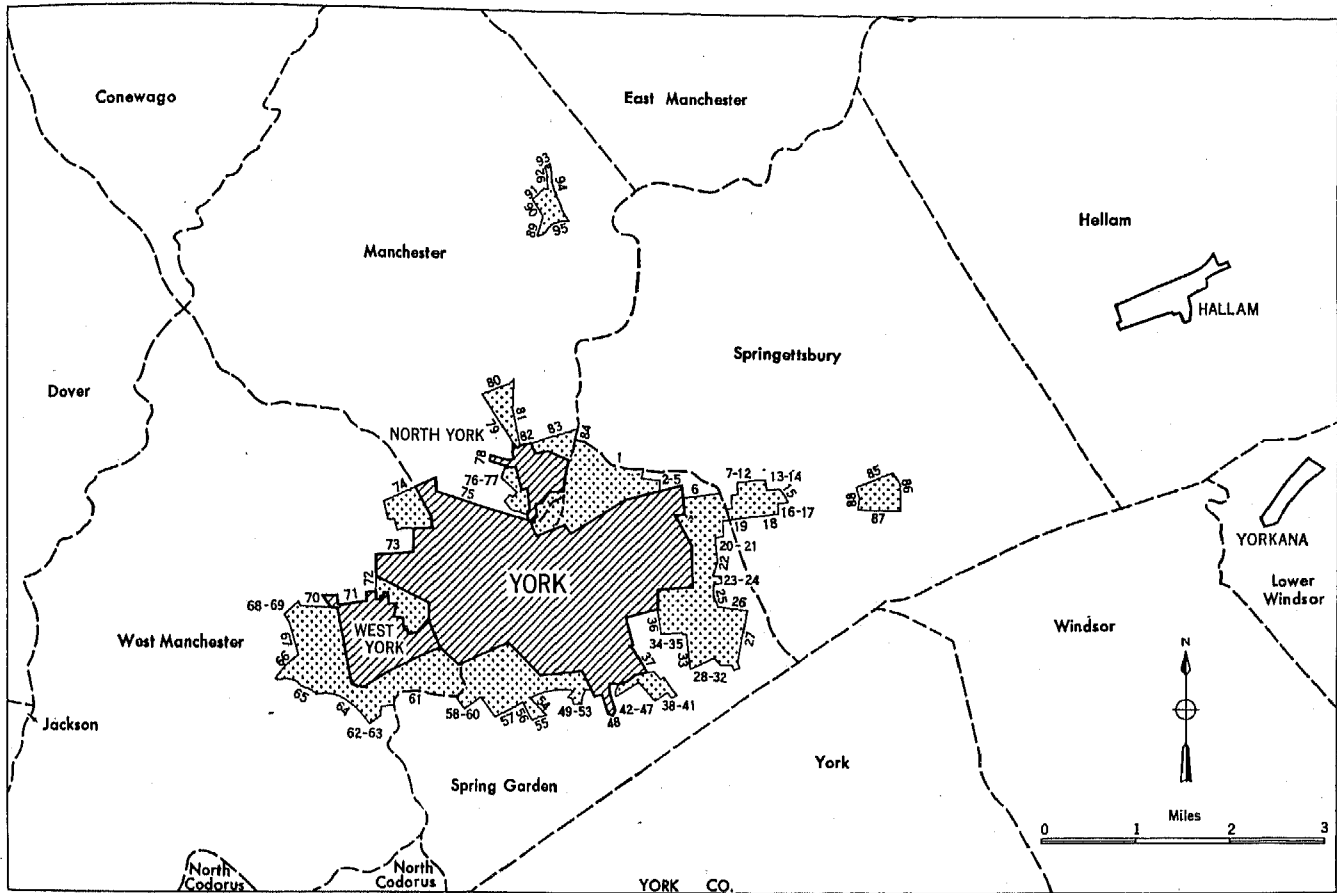 Conewago
East Manchester
93
92
94
91
90
89
95
Hellam
Manchester
HALLAM
Springettsbury
Dover
80
81
79
82
83
84
NORTH YORK
78
1
76-77
75
74
2-5
6
7-12
13-14
15
16-17
18
19
85
86
87
88
73
72
20-21
22
23-24
25
26
27
YORK
YORKANA
Lower
Windsor
Windsor
70
71
68-69
67
66
65
64
62-63
61
WEST
YORK
West Manchester
36
34-35
33
28-32
37
38-41
42-47
48
49-53
54
55
56
57
58-60
N
Jackson
Spring Garden
York
Miles
0 1 2 3
North
Codorus
North
Codorus
YORK CO.